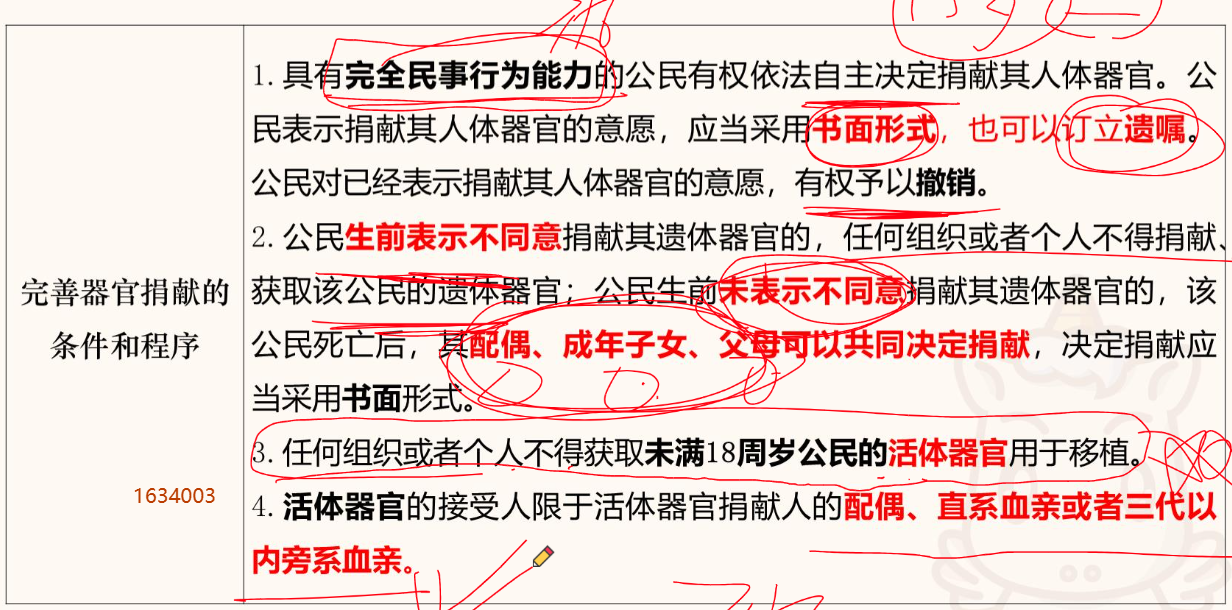 1. 具有完全民事行为能力的公民有权依法自主决定捐献其人体器官。公
民表示捐献其人体器官的意愿，应当采用书面形式，也可以订立遗嘱。
公民对已经表示捐献其人体器官的意愿，有权予以撤销。
2. 公民生前表示不同意捐献其遗体器官的，任何组织或者个人不得捐献、
完善器官捐献的
获取该公民的遗体器官；公民生前未表示不同意捐献其遗体器官的，该
条件和程序
公民死亡后，其配偶、成年子女、父母可以共同决定捐献，决定捐献应
当采用书面形式。
3. 任何组织或者个人不得获取未满18周岁公民的活体器官用于移植。
1634003
4. 活体器官的接受人限于活体器官捐献人的配偶、直系血亲或者三代以
内旁系血亲。